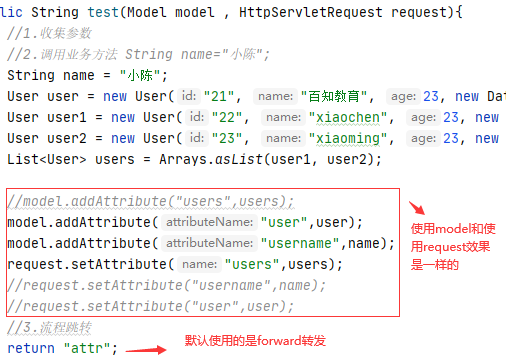 lic String test(Model model , HttpServletRequest request){
//1.收集参数
//2.调用业务方法 String name="小陈";
String name = "小陈";
User user = new User( id: "21", name: "百知教育", age: 23, new Dat
User user1 = new User( id: "22", name: "xiaochen", age: 23, new
User user2 = new User( id: "23", name: "xiaoming", age: 23, new
List<User> users = Arrays.asList(user1, user2);
//model.addAttribute("users",users);
model.addAttribute( attributeName: "user",user);
model.addAttribute( attributeName: "username",name);
request.setAttribute( name: "users",users);
//request.setAttribute("username",name);
//request.setAttribute("user",user);
使用model和使
用request效果
是一样的
//3.流程跳转
return "attr";
默认使用的是forward转发